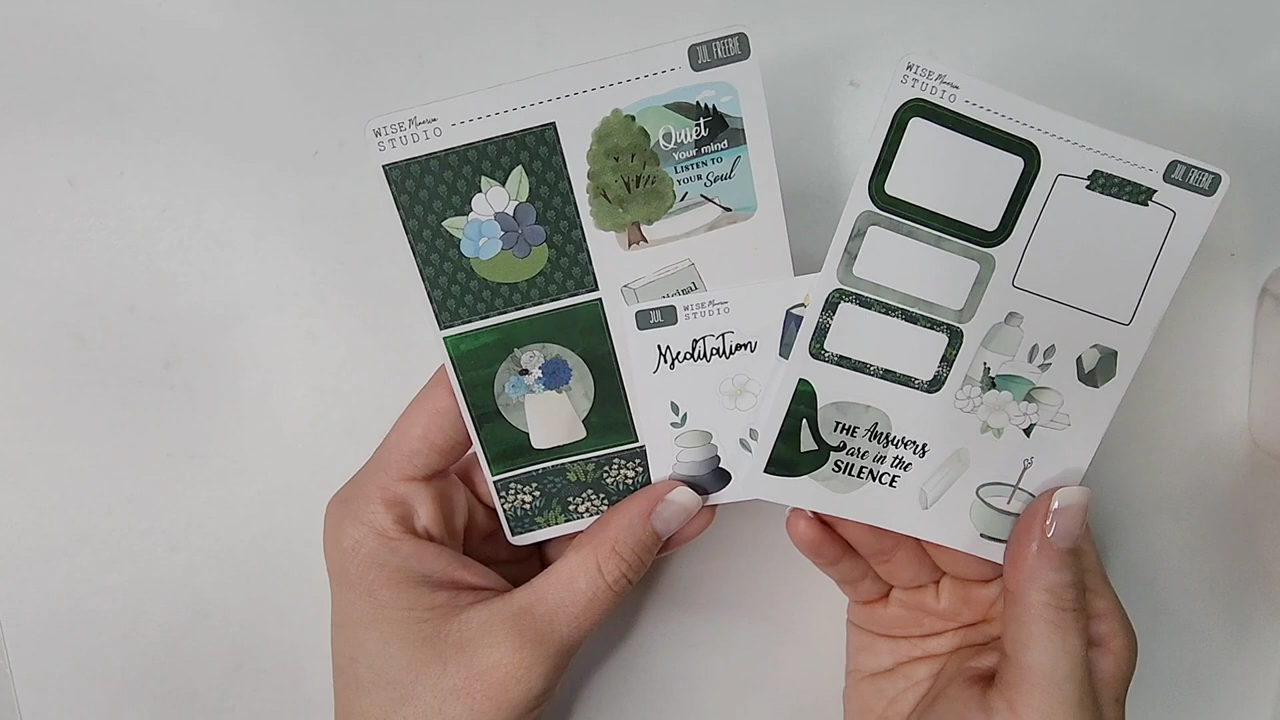 WISE Minerva
STUDIO
JUL FREEBIE
Quiet
Your mind
LISTEN TO
YOUR Soul
JUL
WISE Minerva
STUDIO
Meditation
WISE Minerva
STUDIO
JUL FREEBIE
THE Answers
are in the
SILENCE